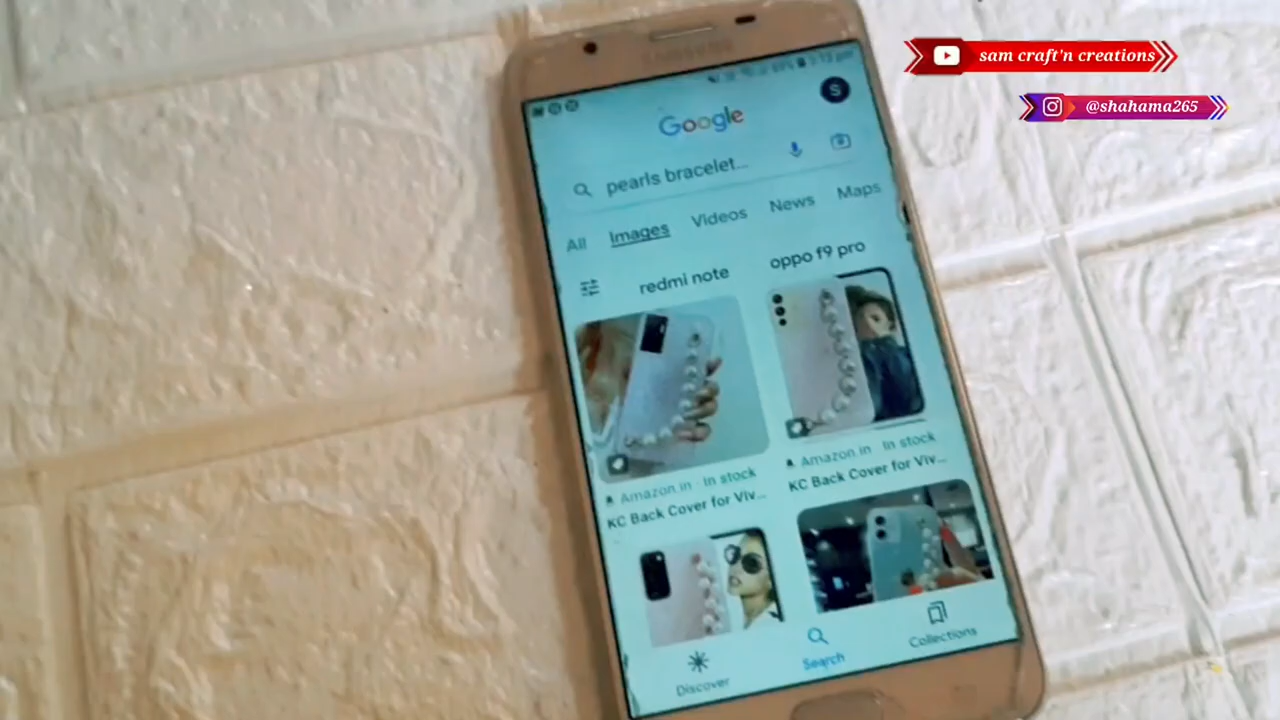 sam craft'n creations
@shahama265
SAMSUNG
S
Google
pearls bracelet...
All Images Videos News Maps
redmi note
oppo f9 pro
Amazon.in · In stock
KC Back Cover for Viv...
Amazon.in · In stock
KC Back Cover for Viv...
Discover
Search
Collections